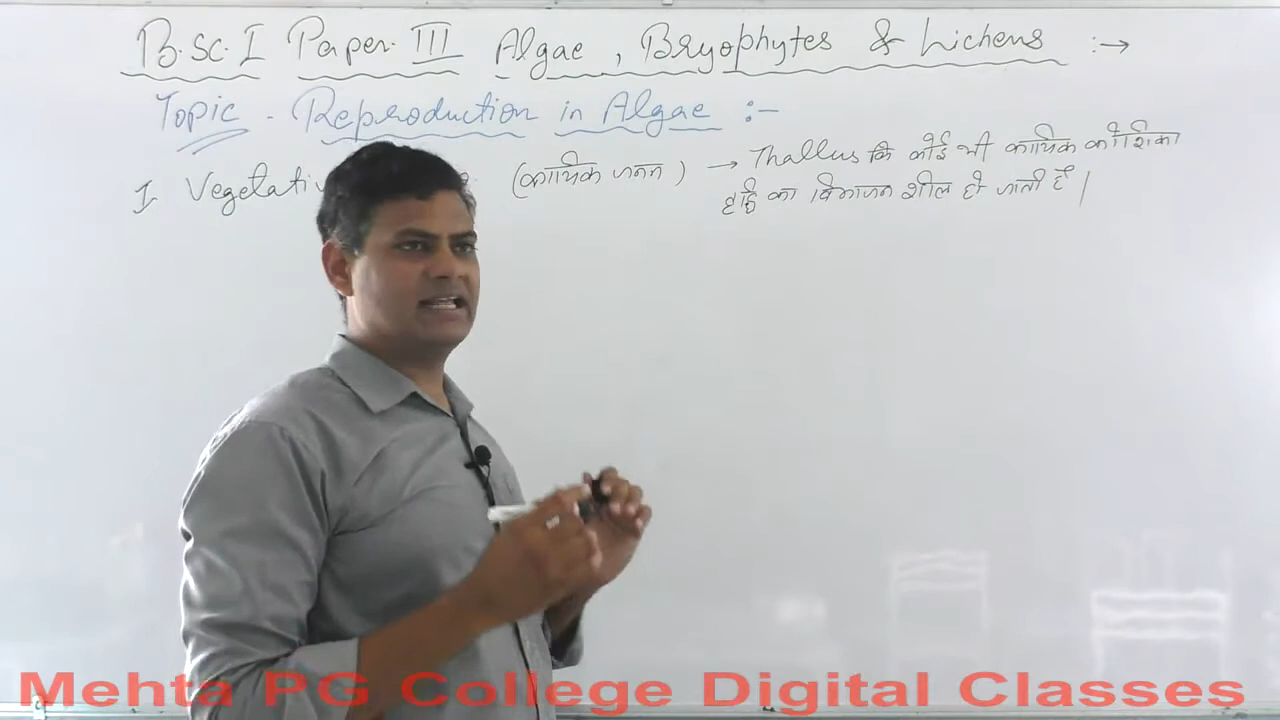 B.Sc. I Paper III Algae, Bryophytes & Lichens :→
Topic - Reproduction in Algae :-
I Vegetati (कायिक जनन) → Thallus कि कोई भी कायिक कोशिका
का विभाजन शील हो जाती है।
Mehta PG College Digital Classes